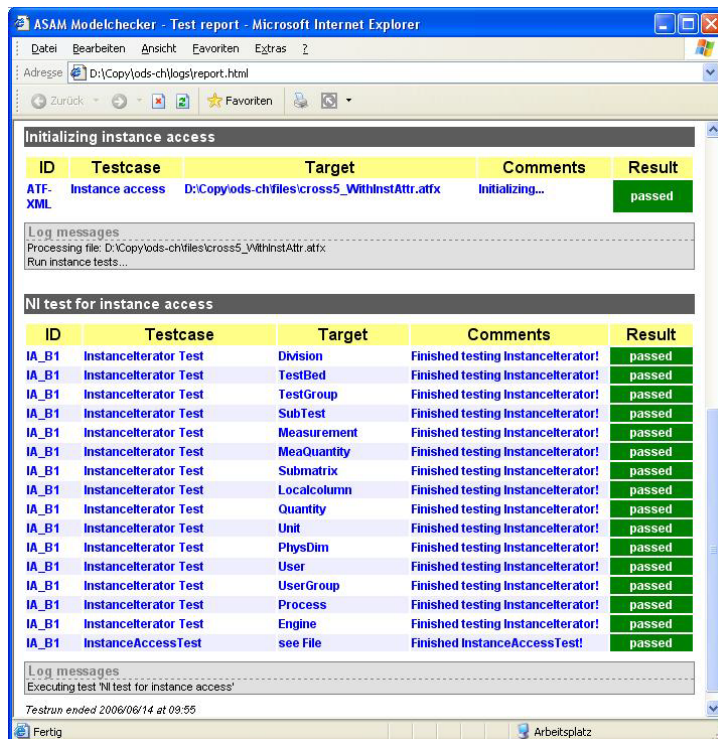 ASAM Modelchecker - Test report - Microsoft Internet Explorer
Datei Bearbeiten Ansicht Favoriten Extras ?
Adresse D:\Copy\ods-ch\logs\report.html
Zurück Favoriten
Initializing instance access
ID Testcase Target Comments Result
ATF-XML Instance access D:\Copy\ods-ch\files\cross5_WithInstAttr.atfx Initializing... passed
Log messages
Processing file: D:\Copy\ods-ch\files\cross5_WithInstAttr.atfx
Run instance tests...
NI test for instance access
ID Testcase Target Comments Result
IA_B1 InstanceIterator Test Division Finished testing InstanceIterator! passed
IA_B1 InstanceIterator Test TestBed Finished testing InstanceIterator! passed
IA_B1 InstanceIterator Test TestGroup Finished testing InstanceIterator! passed
IA_B1 InstanceIterator Test SubTest Finished testing InstanceIterator! passed
IA_B1 InstanceIterator Test Measurement Finished testing InstanceIterator! passed
IA_B1 InstanceIterator Test MeaQuantity Finished testing InstanceIterator! passed
IA_B1 InstanceIterator Test Submatrix Finished testing InstanceIterator! passed
IA_B1 InstanceIterator Test Localcolumn Finished testing InstanceIterator! passed
IA_B1 InstanceIterator Test Quantity Finished testing InstanceIterator! passed
IA_B1 InstanceIterator Test Unit Finished testing InstanceIterator! passed
IA_B1 InstanceIterator Test PhysDim Finished testing InstanceIterator! passed
IA_B1 InstanceIterator Test User Finished testing InstanceIterator! passed
IA_B1 InstanceIterator Test UserGroup Finished testing InstanceIterator! passed
IA_B1 InstanceIterator Test Process Finished testing InstanceIterator! passed
IA_B1 InstanceIterator Test Engine Finished testing InstanceIterator! passed
IA_B1 InstanceAccessTest see File Finished InstanceAccessTest! passed
Log messages
Executing test 'NI test for instance access'
Testrun ended 2006/06/14 at 09:55
Fertig Arbeitsplatz